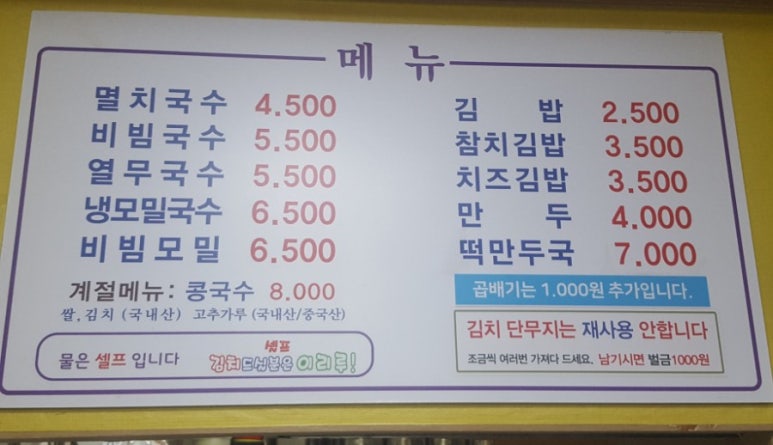 메 뉴
멸치국수 4.500
비빔국수 5.500
열무국수 5.500
냉모밀국수 6.500
비빔모밀 6.500
계절메뉴: 콩국수 8.000
쌀,김치 (국내산) 고추가루 (국내산/중국산)
물은 셀프 입니다
셒프
김치드실분은 이리루!
김 밥 2.500
참치김밥 3.500
치즈김밥 3.500
만 두 4.000
떡만두국 7.000
곱배기는 1.000원 추가입니다.
김치 단무지는 재사용 안합니다
조금씩 여러번 가져다 드세요. 남기시면 벌금1000원